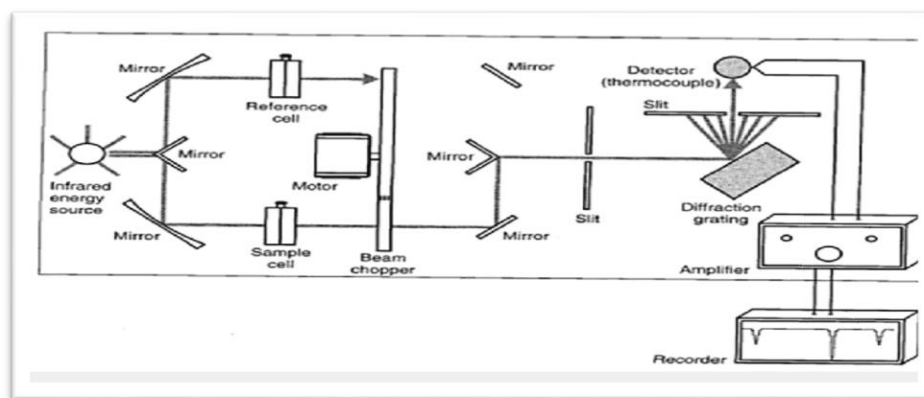 Mirror
Reference
cell
Mirror
Detector
(thermocouple)
Slit
Infrared
energy
source
Mirror
Motor
Mirror
Slit
Diffraction
grating
Mirror
Sample
cell
Beam
chopper
Mirror
Amplifier
Recorder